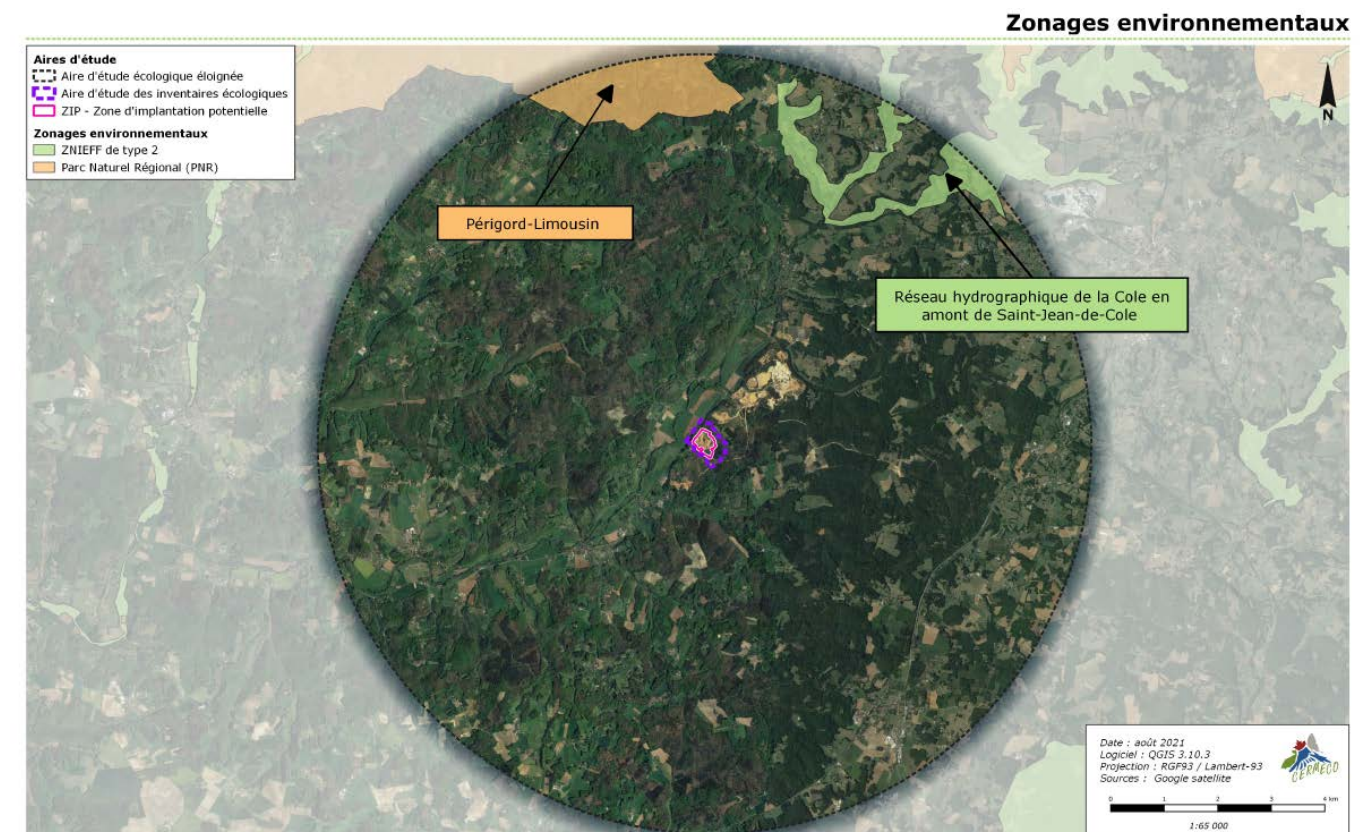 Zonages environnementaux
Aires d'étude
Aire d'étude écologique éloignée
Aire d'étude des inventaires écologiques
ZIP - Zone d'implantation potentielle
Zonages environnementaux
ZNIEFF de type 2
Parc Naturel Régional (PNR)
N
Périgord-Limousin
Réseau hydrographique de la Cole en
amont de Saint-Jean-de-Cole
Date : août 2021
Logiciel : QGIS 3.10.3
Projection : RGF93 / Lambert-93
Sources : Google satellite
CERMECO
0 1 2 3 4 km
1:65 000